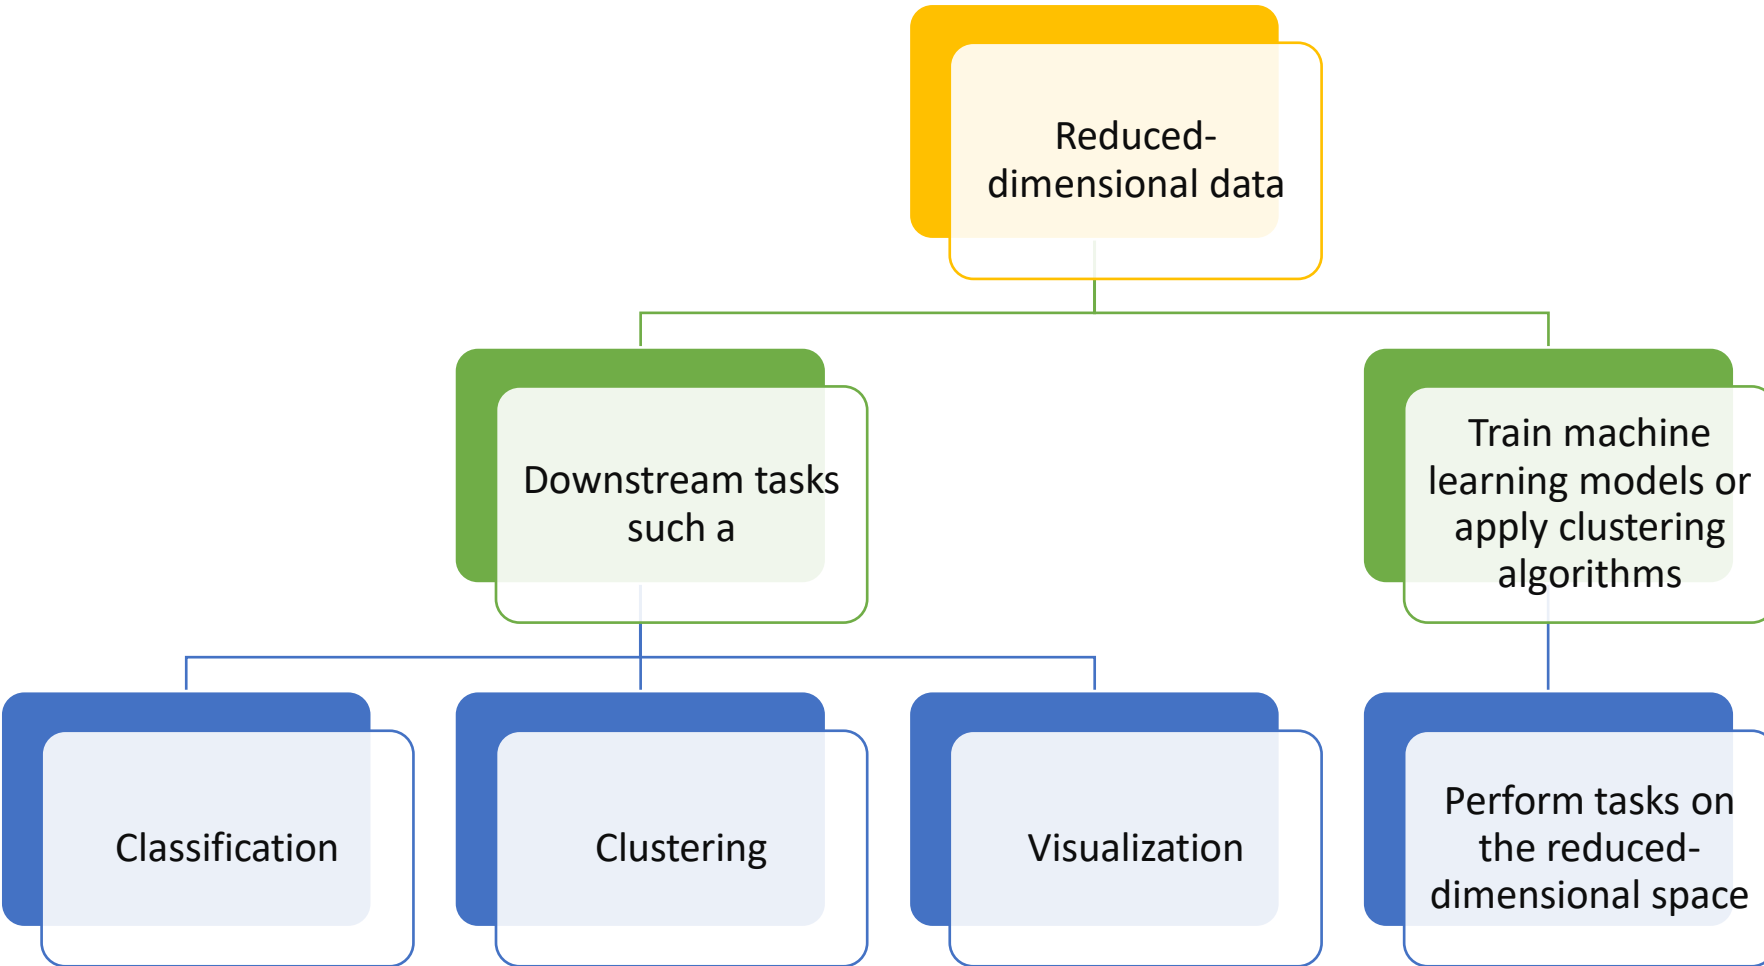 Reduced-
dimensional data
Downstream tasks
such a
Train machine
learning models or
apply clustering
algorithms
Classification
Clustering
Visualization
Perform tasks on
the reduced-
dimensional space